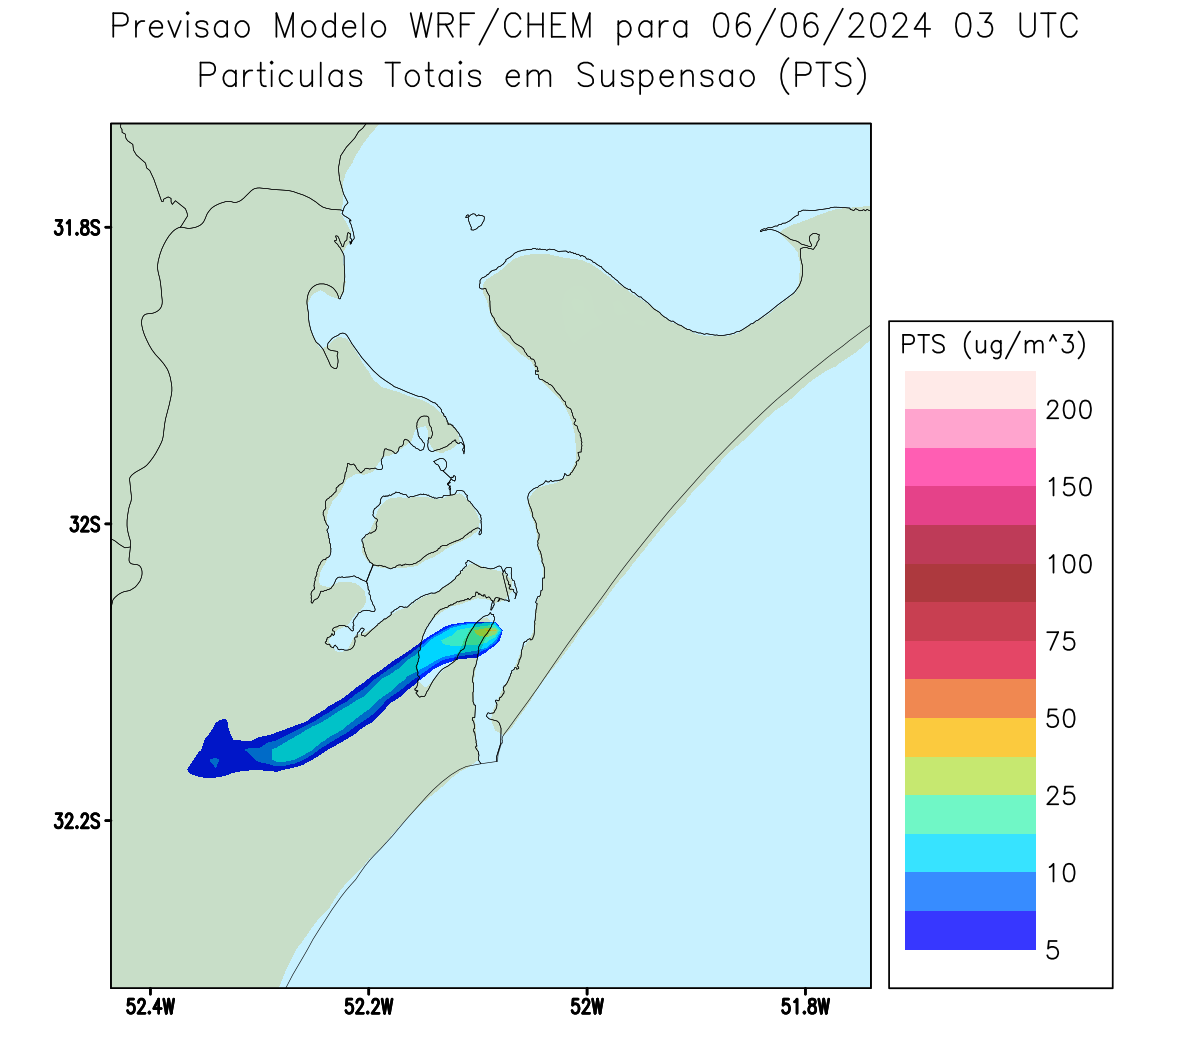 Previsao Modelo WRF/CHEM para 06/06/2024 03 UTC
Particulas Totais em Suspensao (PTS)
31.8S
32S
32.2S
52.4W
52.2W
52W
51.8W
PTS (ug/m^3)
200
150
100
75
50
25
10
5